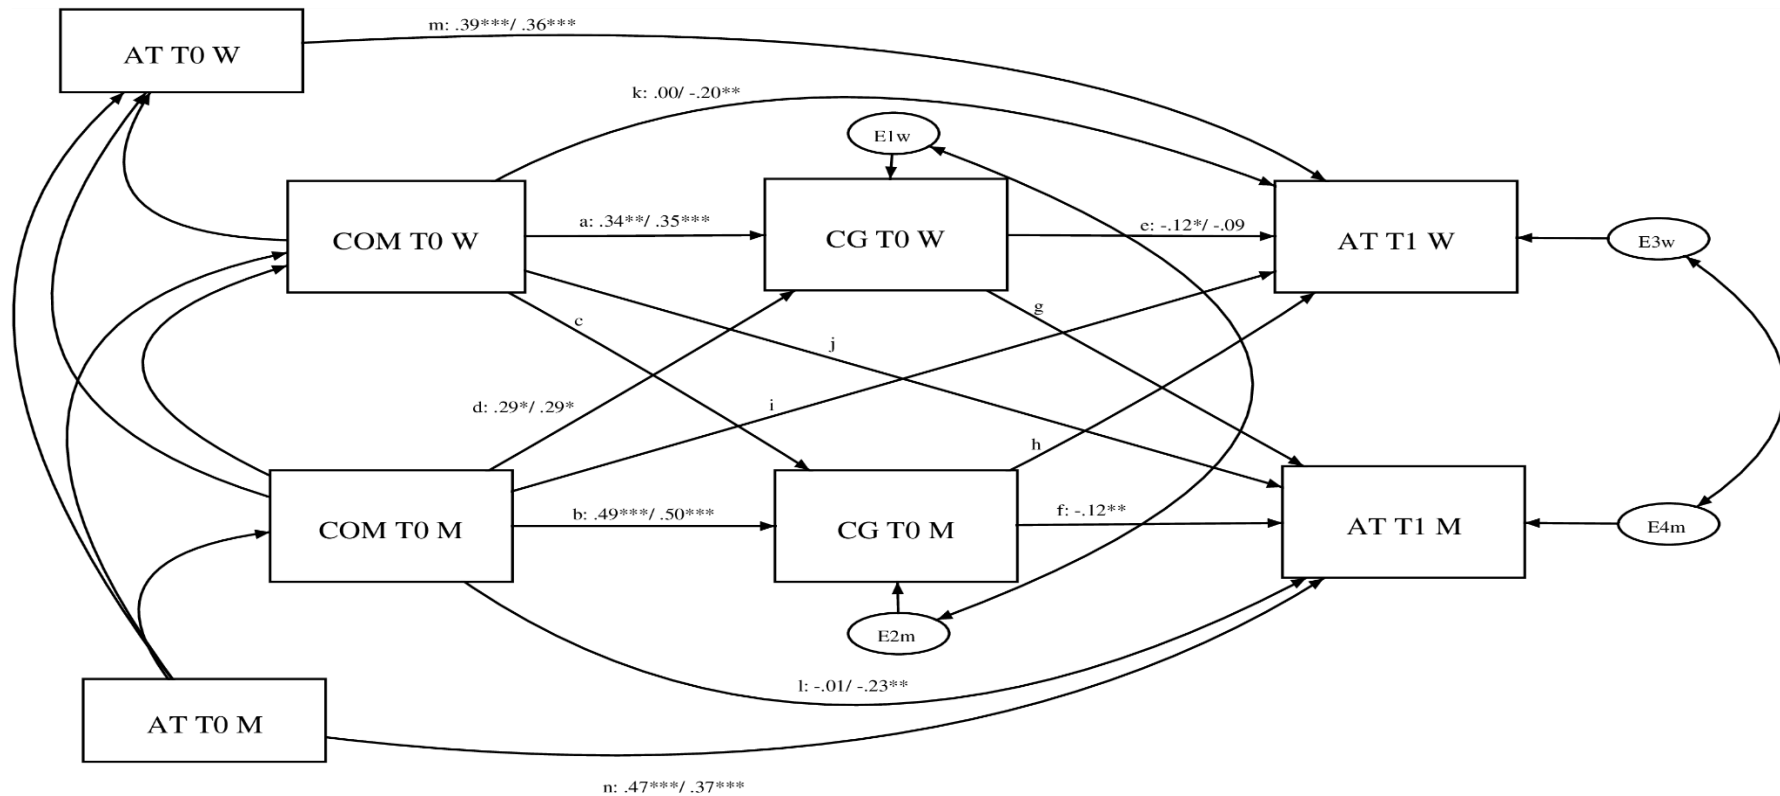 m: .39***/ .36***
AT T0 W
k: .00/ -.20**
E1w
COM T0 W
a: .34**/ .35***
CG T0 W
e: -.12*/ -.09
AT T1 W
E3w
c
g
j
d: .29*/ .29*
i
h
COM T0 M
b: .49***/ .50***
CG T0 M
f: -.12**
AT T1 M
E4m
E2m
l: -.01/ -.23**
AT T0 M
n: .47***/ .37***